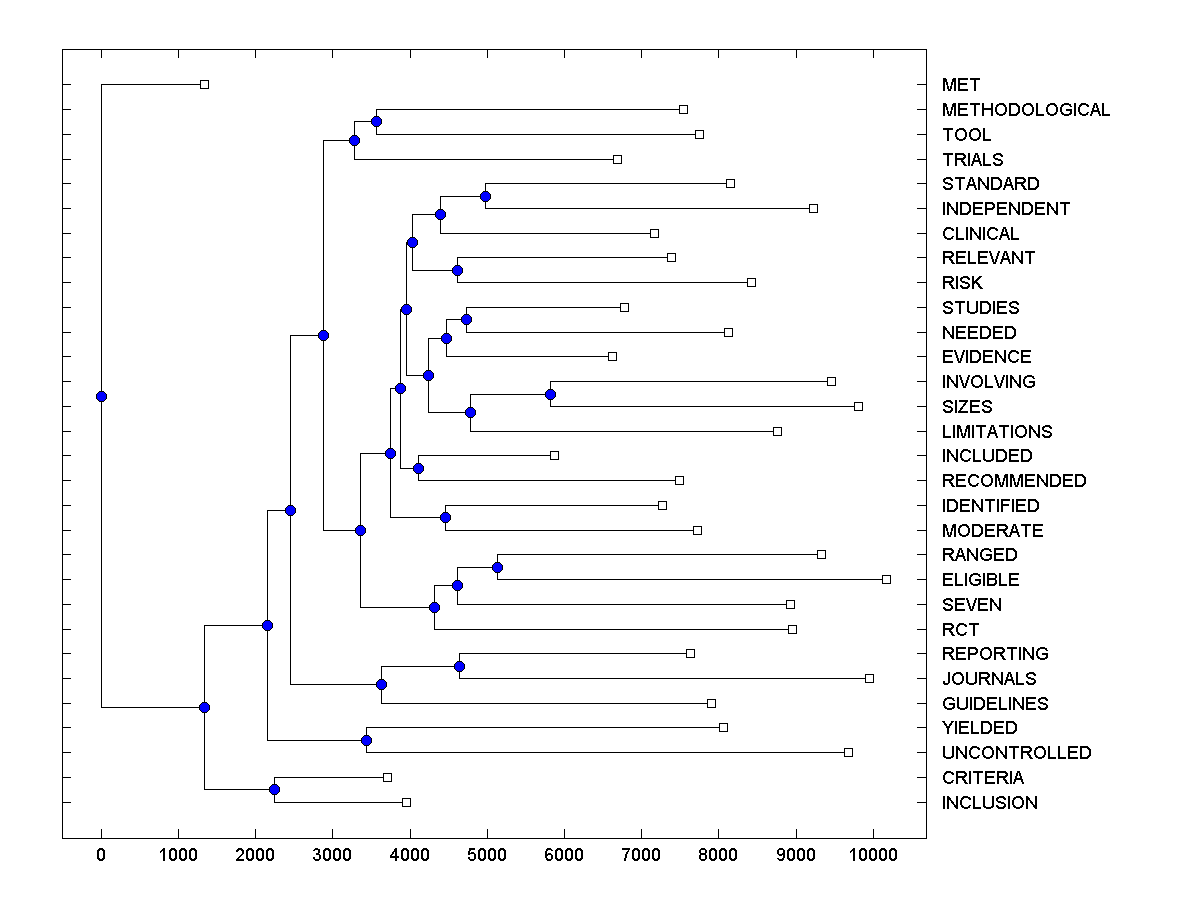 MET
METHODOLOGICAL
TOOL
TRIALS
STANDARD
INDEPENDENT
CLINICAL
RELEVANT
RISK
STUDIES
NEEDED
EVIDENCE
INVOLVING
SIZES
LIMITATIONS
INCLUDED
RECOMMENDED
IDENTIFIED
MODERATE
RANGED
ELIGIBLE
SEVEN
RCT
REPORTING
JOURNALS
GUIDELINES
YIELDED
UNCONTROLLED
CRITERIA
INCLUSION
0 1000 2000 3000 4000 5000 6000 7000 8000 9000 10000